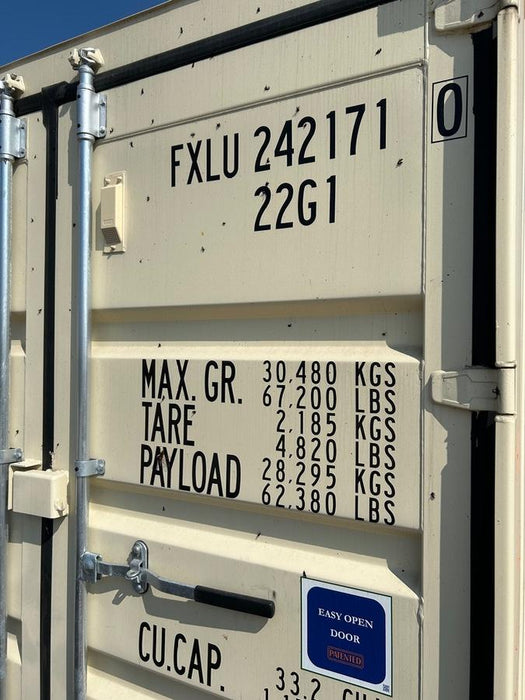 FXLU 242171 0
22G1
MAX. GR. 30,480 KGS
67,200 LBS
TARE 2,185 KGS
4,820 LBS
PAYLOAD 28,295 KGS
62,380 LBS
EASY OPEN
DOOR
PATENTED
CU.CAP. 33.2